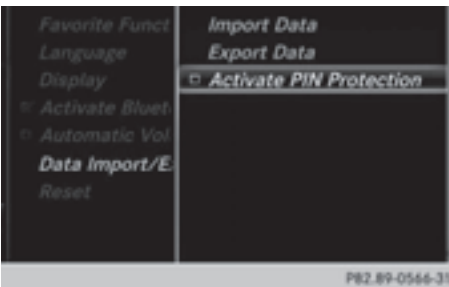 Favorite Funct
Language
Display
Activate Bluet
Automatic Vol
Data Import/E
Reset
Import Data
Export Data
Activate PIN Protection
P82.89-0566-31